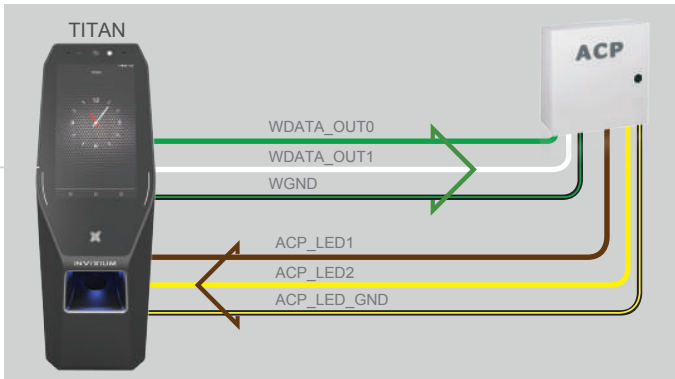 TITAN
ACP
WDATA_OUT0
WDATA_OUT1
WGND
ACP_LED1
ACP_LED2
ACP_LED_GND
INVIXIUM